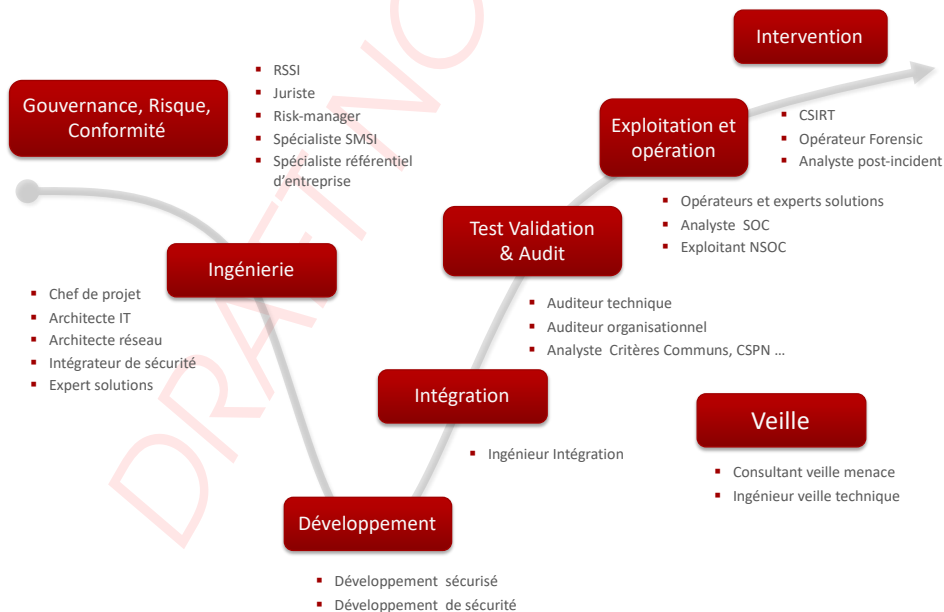 Intervention
RSSI
Juriste
Risk-manager
Spécialiste SMSI
Spécialiste référentiel
d'entreprise
Gouvernance, Risque,
Conformité
Exploitation et
opération
CSIRT
Opérateur Forensic
Analyste post-incident
Opérateurs et experts solutions
Analyste SOC
Exploitant NSOC
Test Validation
& Audit
Ingénierie
Chef de projet
Architecte IT
Architecte réseau
Intégrateur de sécurité
Expert solutions
Auditeur technique
Auditeur organisationnel
Analyste Critères Communs, CSPN ...
Intégration
Ingénieur Intégration
Veille
Consultant veille menace
Ingénieur veille technique
Développement
Développement sécurisé
Développement de sécurité
DRAFT NO